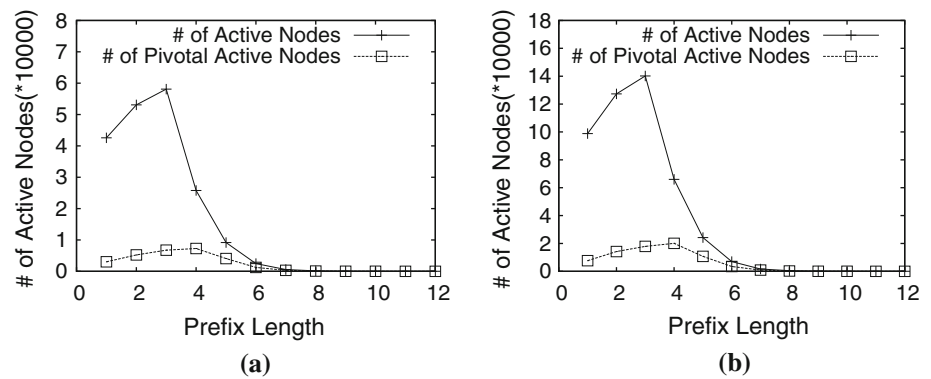 # of Active Nodes(*10000)
8
7
6
5
4
3
2
1
0
# of Active Nodes
# of Pivotal Active Nodes
0 2 4 6 8 10 12
Prefix Length
(a)
# of Active Nodes(*10000)
18
16
14
12
10
8
6
4
2
0
# of Active Nodes
# of Pivotal Active Nodes
0 2 4 6 8 10 12
Prefix Length
(b)